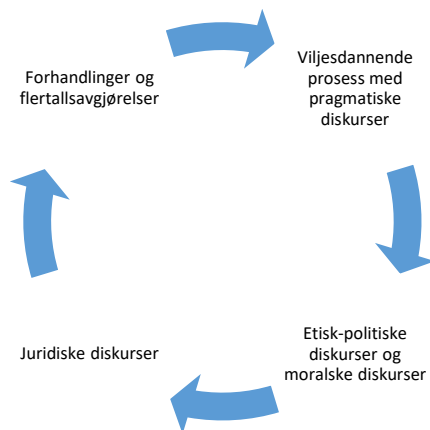 Forhandlinger og
flertallsavgjørelser
Viljesdannende
prosess med
pragmatiske
diskurser
Etisk-politiske
diskurser og
moralske diskurser
Juridiske diskurser